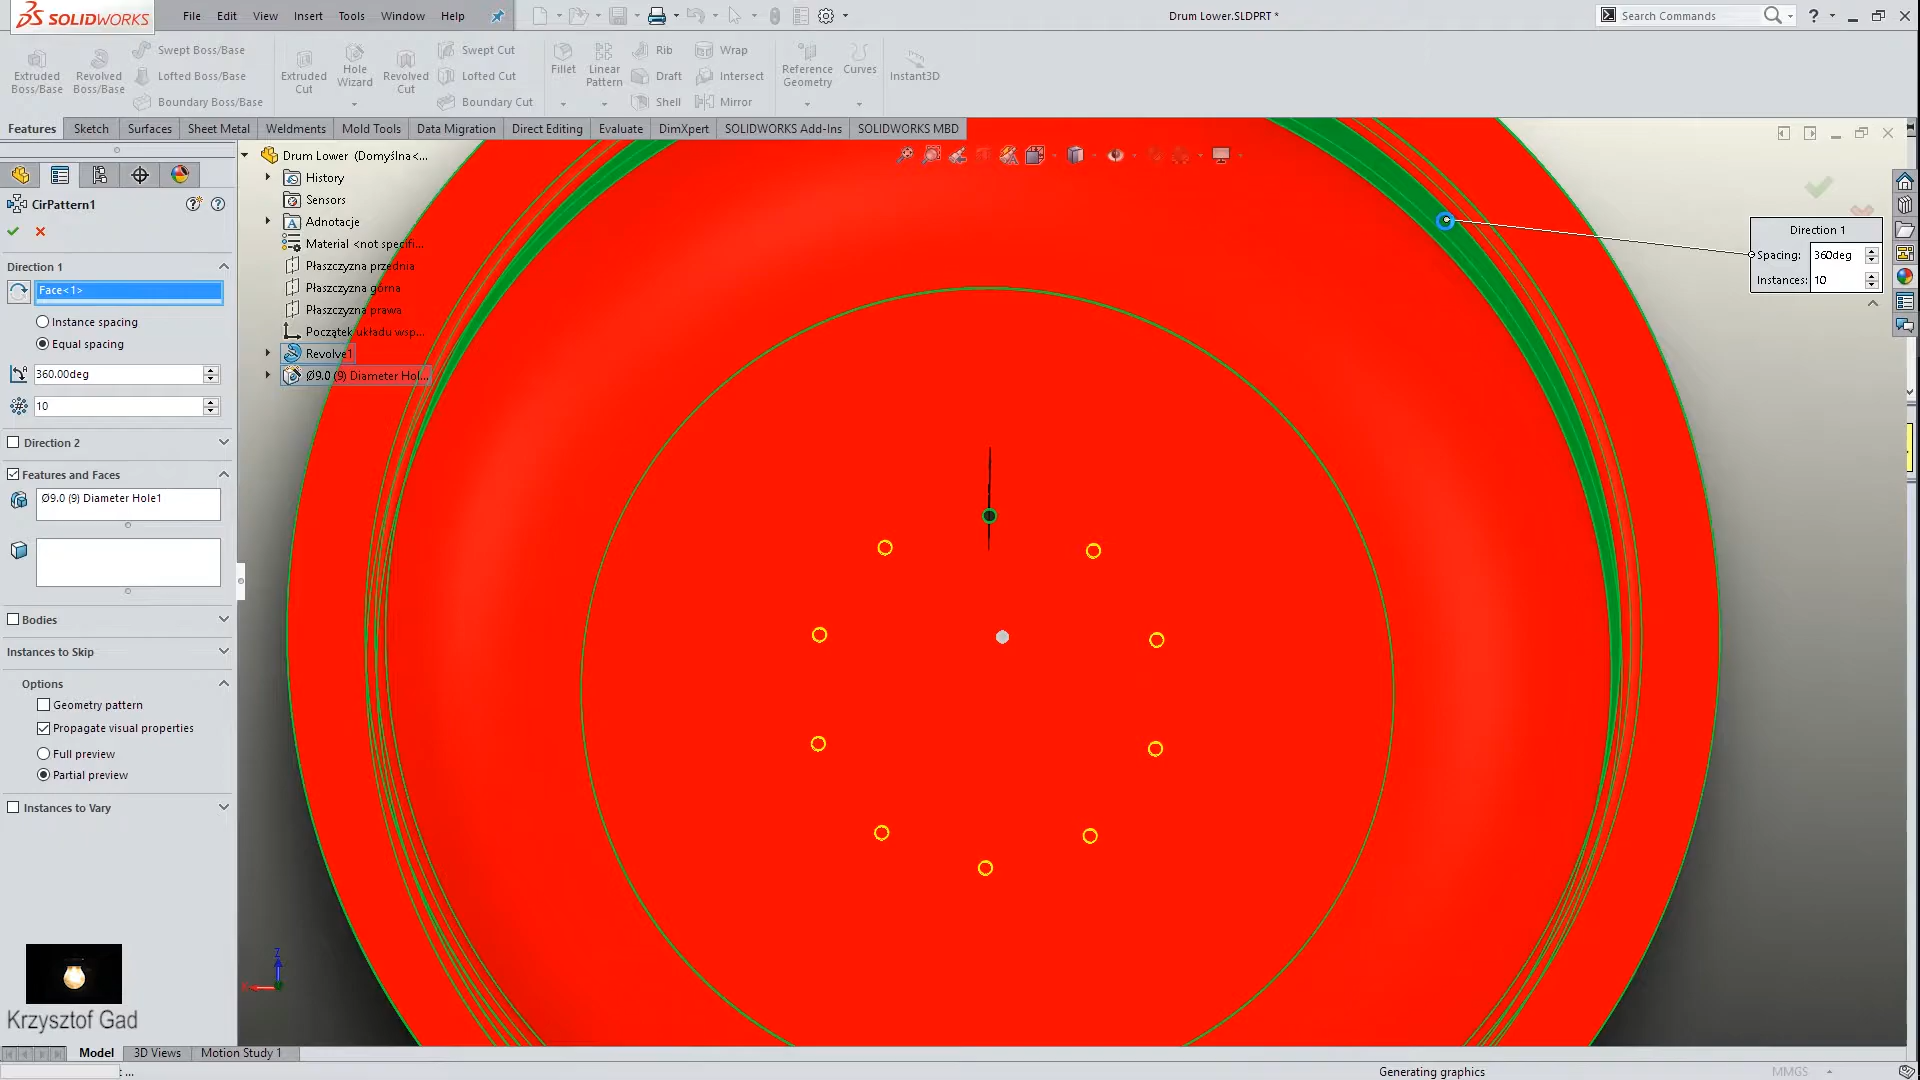 SOLIDWORKS
File Edit View Insert Tools Window Help
Drum Lower.SLDPRT *
Search Commands
Extruded Boss/Base
Revolved Boss/Base
Swept Boss/Base
Lofted Boss/Base
Boundary Boss/Base
Extruded Cut
Hole Wizard
Revolved Cut
Swept Cut
Lofted Cut
Boundary Cut
Fillet
Linear Pattern
Rib
Draft
Shell
Wrap
Intersect
Mirror
Reference Geometry
Curves
Instant3D
Features Sketch Surfaces Sheet Metal Weldments Mold Tools Data Migration Direct Editing Evaluate DimXpert SOLIDWORKS Add-Ins SOLIDWORKS MBD
CirPattern1
Direction 1
Face<1>
Instance spacing
Equal spacing
360.00deg
10
Direction 2
Features and Faces
Ø9.0 (9) Diameter Hole1
Bodies
Instances to Skip
Options
Geometry pattern
Propagate visual properties
Full preview
Partial preview
Instances to Vary
Drum Lower (Domyślna<...
History
Sensors
Adnotacje
Material <not specifi...
Płaszczyzna przednia
Płaszczyzna górna
Płaszczyzna prawa
Początek układu wsp...
Revolve1
Ø9.0 (9) Diameter Hol...
Direction 1
Spacing: 360deg
Instances: 10
Z
Krzysztof Gad
Model 3D Views Motion Study 1
Generating graphics
MMGS